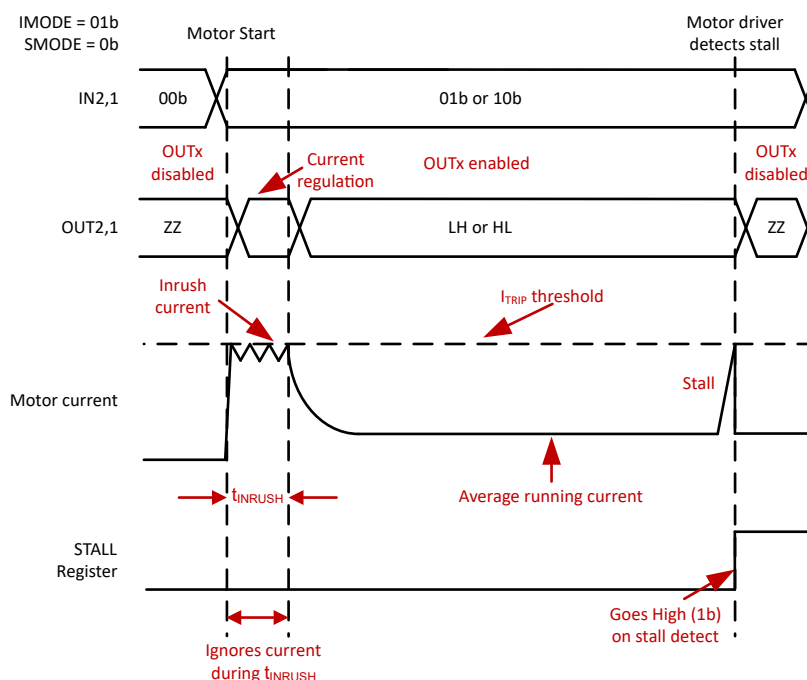 IMODE = 01b
SMODE = 0b
Motor Start
Motor driver
detects stall
IN2,1
00b
01b or 10b
OUTx
disabled
Current
regulation
OUTx enabled
OUTx
disabled
OUT2,1
ZZ
LH or HL
ZZ
Inrush
current
ITRIP threshold
Motor current
Stall
tINRUSH
Average running current
STALL
Register
Goes High (1b)
on stall detect
Ignores current
during tINRUSH